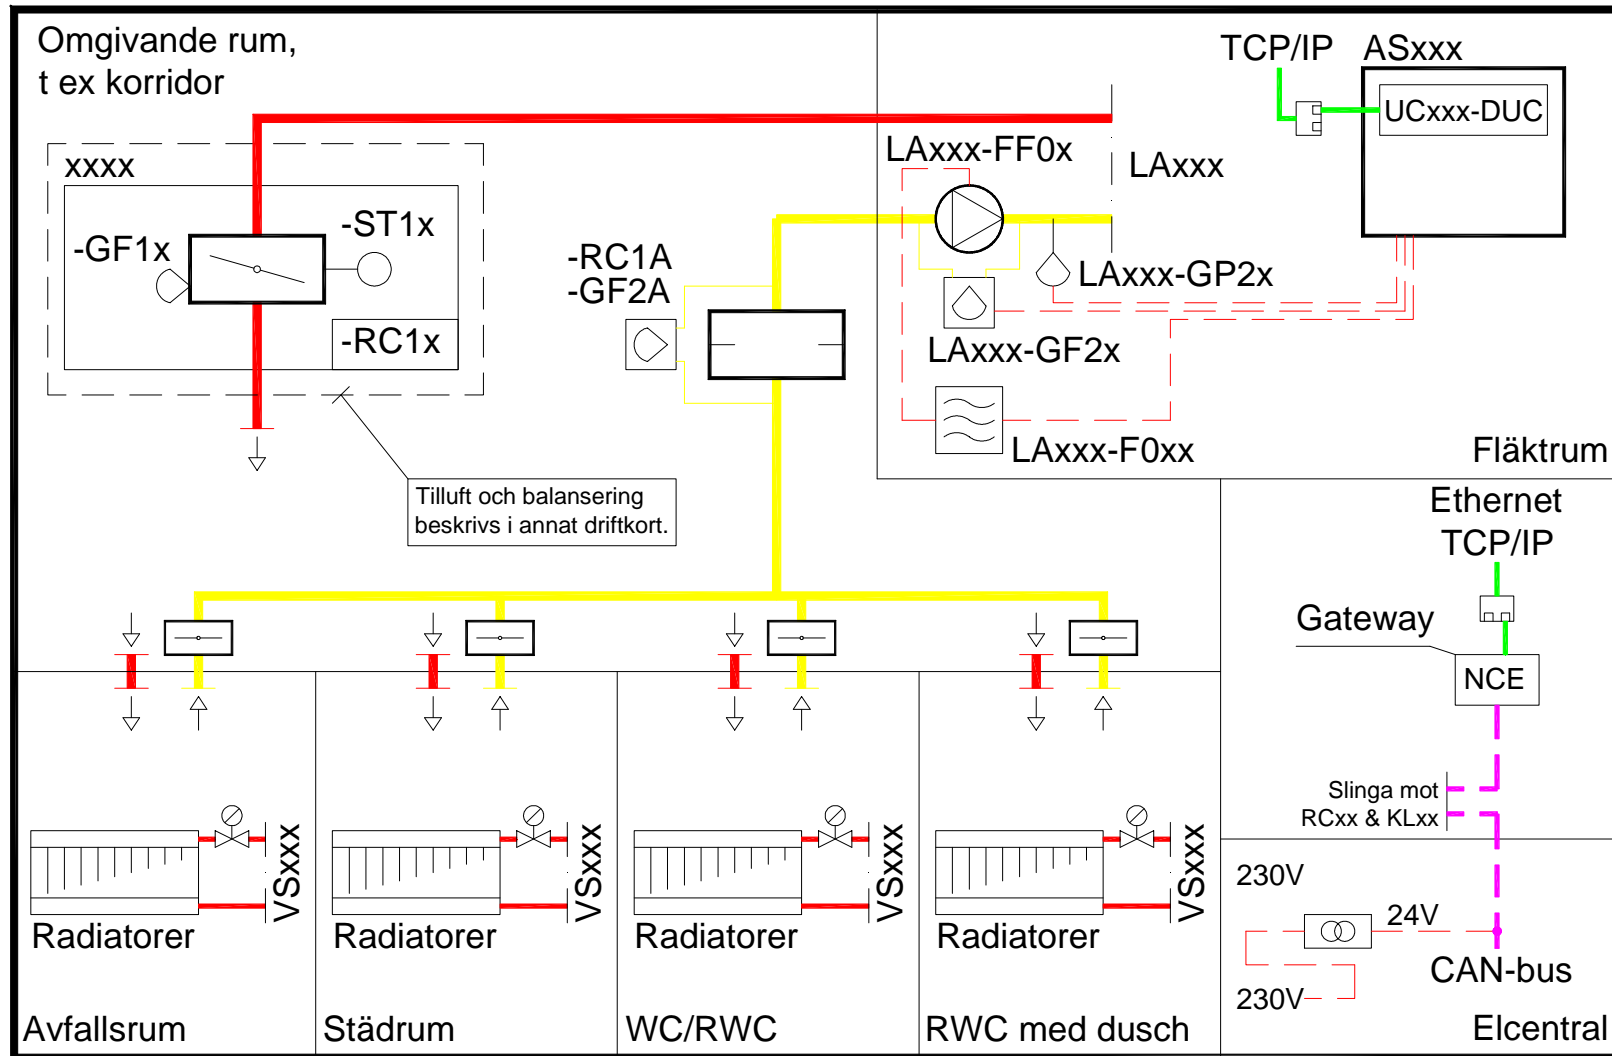 Omgivande rum,
t ex korridor
xxxx
-GF1x
-ST1x
-RC1x
-RC1A
-GF2A
Tilluft och balansering
beskrivs i annat driftkort.
TCP/IP
ASxxx
UCxxx-DUC
LAxxx-FF0x
LAxxx
LAxxx-GP2x
LAxxx-GF2x
LAxxx-F0xx
Fläktrum
Ethernet
TCP/IP
Gateway
NCE
Slinga mot
RCxx & KLxx
230V
24V
230V
CAN-bus
Elcentral
VSxxx
Radiatorer
Avfallsrum
VSxxx
Radiatorer
Städrum
VSxxx
Radiatorer
WC/RWC
VSxxx
Radiatorer
RWC med dusch